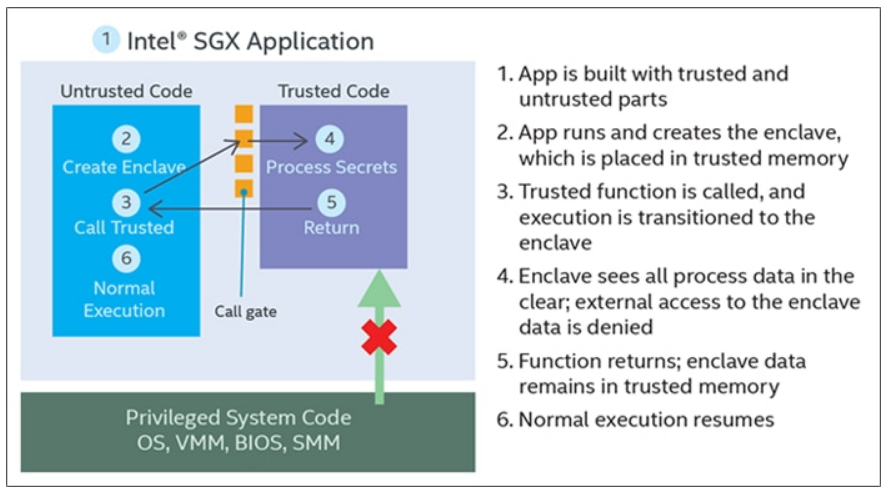 1 Intel® SGX Application
Untrusted Code
Trusted Code
2
Create Enclave
3
Call Trusted
6
Normal
Execution
4
Process Secrets
5
Return
Call gate
Privileged System Code
OS, VMM, BIOS, SMM
1. App is built with trusted and
untrusted parts
2. App runs and creates the enclave,
which is placed in trusted memory
3. Trusted function is called, and
execution is transitioned to the
enclave
4. Enclave sees all process data in the
clear; external access to the enclave
data is denied
5. Function returns; enclave data
remains in trusted memory
6. Normal execution resumes